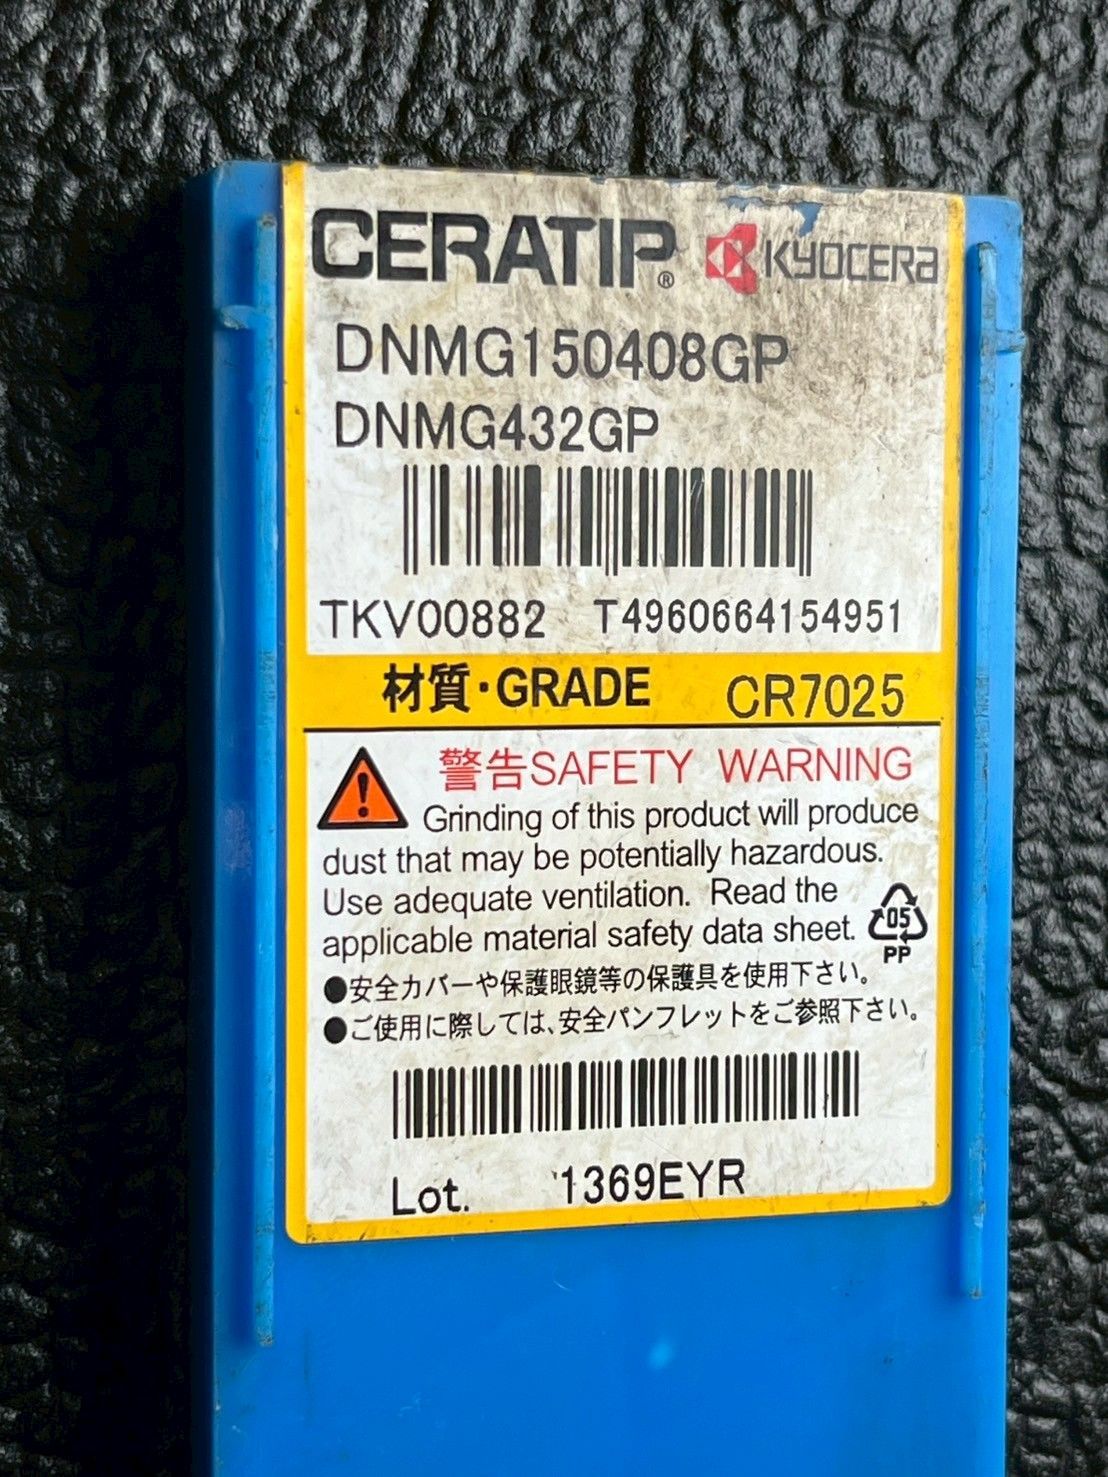 CERATIP® KYOCERA
DNMG150408GP
DNMG432GP
TKV00882 T4960664154951
材質・GRADE CR7025
警告SAFETY WARNING
Grinding of this product will produce
dust that may be potentially hazardous.
Use adequate ventilation. Read the
applicable material safety data sheet.
05
PP
●安全カバーや保護眼鏡等の保護具を使用下さい。
●ご使用に際しては、安全パンフレットをご参照下さい。
Lot. 1369EYR